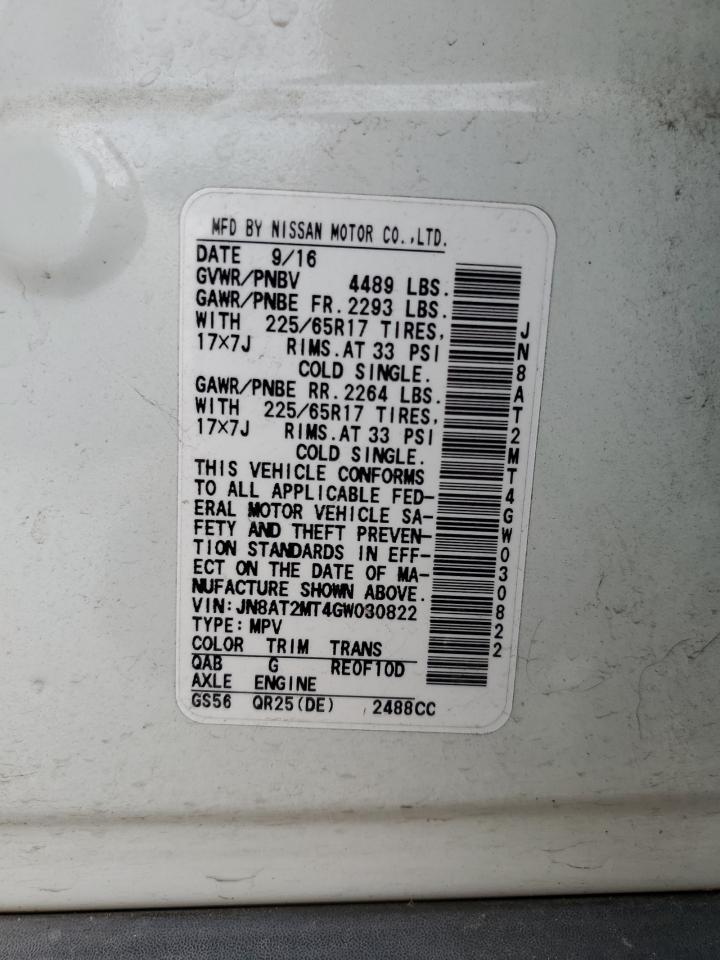 MFD BY NISSAN MOTOR CO.,LTD.
DATE 9/16
GVWR/PNBV 4489 LBS.
GAWR/PNBE FR. 2293 LBS.
WITH 225/65R17 TIRES,
17×7J RIMS.AT 33 PSI
COLD SINGLE.
GAWR/PNBE RR. 2264 LBS.
WITH 225/65R17 TIRES,
17×7J RIMS.AT 33 PSI
COLD SINGLE.
THIS VEHICLE CONFORMS
TO ALL APPLICABLE FED-
ERAL MOTOR VEHICLE SA-
FETY AND THEFT PREVEN-
TION STANDARDS IN EFF-
ECT ON THE DATE OF MA-
NUFACTURE SHOWN ABOVE.
VIN:JN8AT2MT4GW030822
TYPE:MPV
COLOR TRIM TRANS
QAB G RE0F10D
AXLE ENGINE
GS56 QR25(DE) 2488CC
JN8AT2MT4GW030822